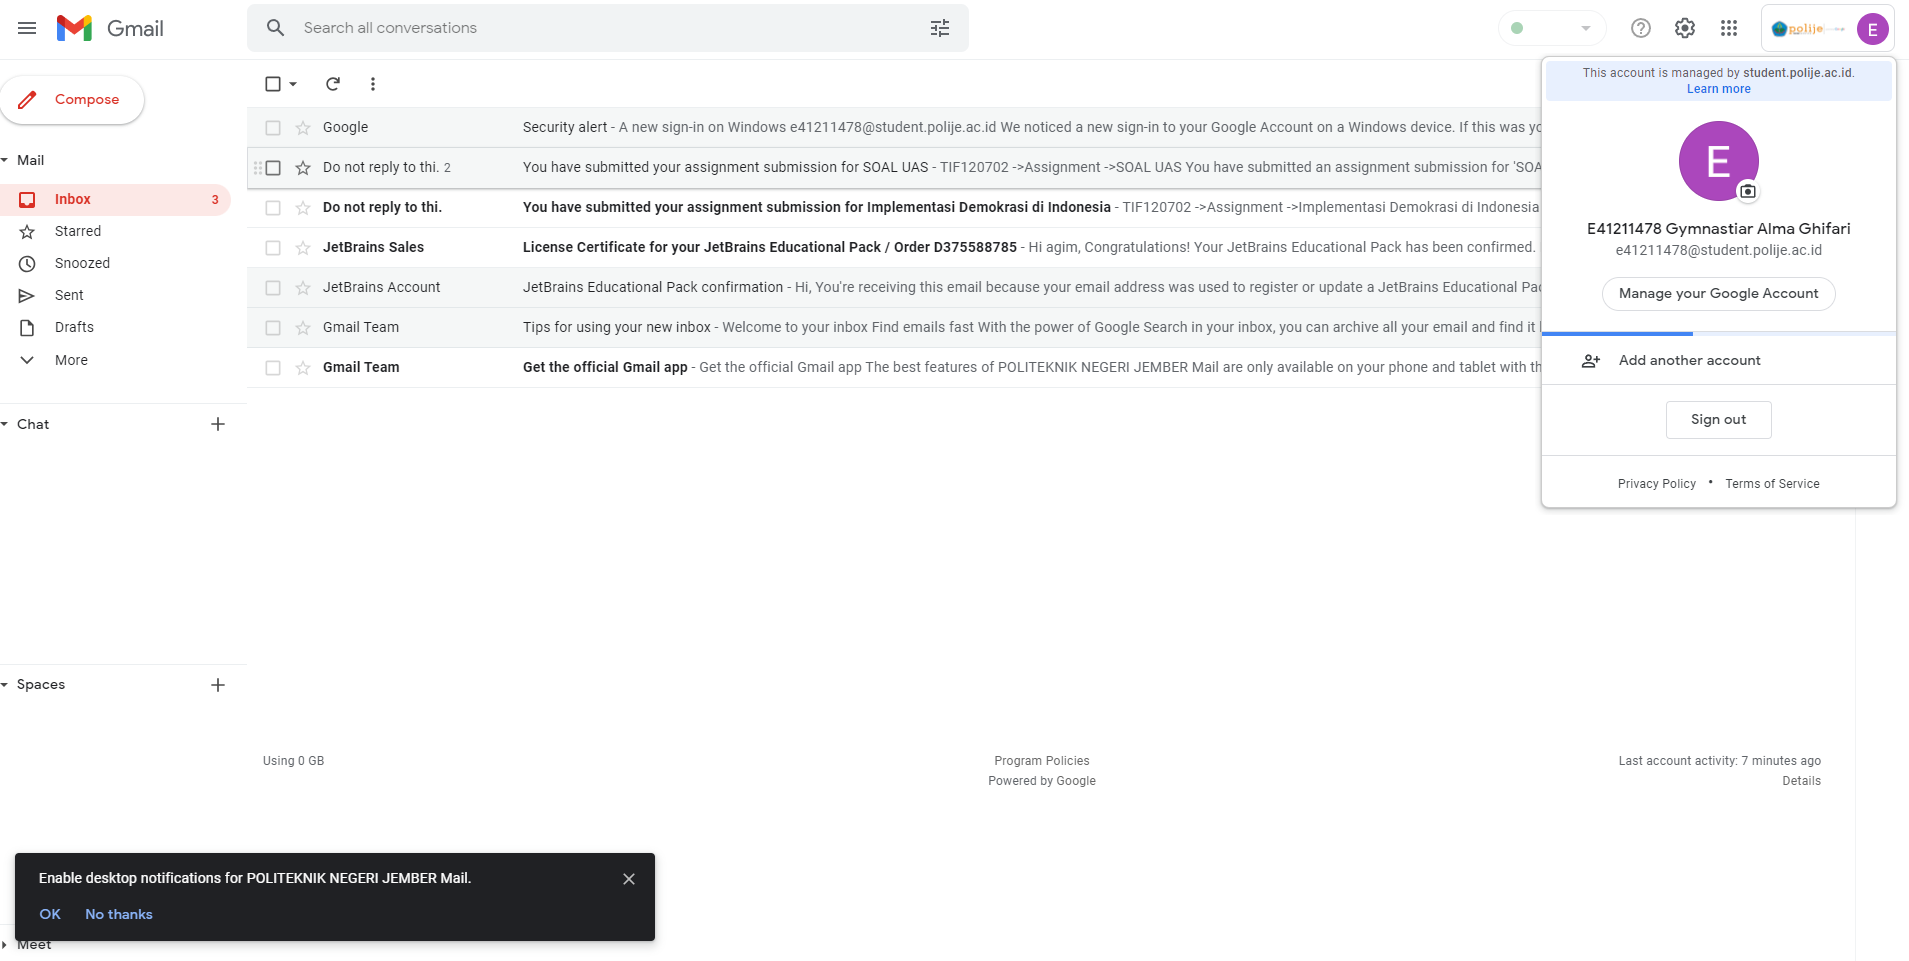 Gmail
Search all conversations
polije
E
Compose
Mail
Inbox 3
Starred
Snoozed
Sent
Drafts
More
Chat
Spaces
Meet
Google Security alert - A new sign-in on Windows e41211478@student.polije.ac.id We noticed a new sign-in to your Google Account on a Windows device. If this was yo
Do not reply to thi. 2 You have submitted your assignment submission for SOAL UAS - TIF120702 ->Assignment ->SOAL UAS You have submitted an assignment submission for 'SOA
Do not reply to thi. You have submitted your assignment submission for Implementasi Demokrasi di Indonesia - TIF120702 ->Assignment ->Implementasi Demokrasi di Indonesia
JetBrains Sales License Certificate for your JetBrains Educational Pack / Order D375588785 - Hi agim, Congratulations! Your JetBrains Educational Pack has been confirmed.
JetBrains Account JetBrains Educational Pack confirmation - Hi, You're receiving this email because your email address was used to register or update a JetBrains Educational Pac
Gmail Team Tips for using your new inbox - Welcome to your inbox Find emails fast With the power of Google Search in your inbox, you can archive all your email and find it
Gmail Team Get the official Gmail app - Get the official Gmail app The best features of POLITEKNIK NEGERI JEMBER Mail are only available on your phone and tablet with th
This account is managed by student.polije.ac.id.
Learn more
E
E41211478 Gymnastiar Alma Ghifari
e41211478@student.polije.ac.id
Manage your Google Account
Add another account
Sign out
Privacy Policy • Terms of Service
Using 0 GB
Program Policies
Powered by Google
Last account activity: 7 minutes ago
Details
Enable desktop notifications for POLITEKNIK NEGERI JEMBER Mail.
OK No thanks